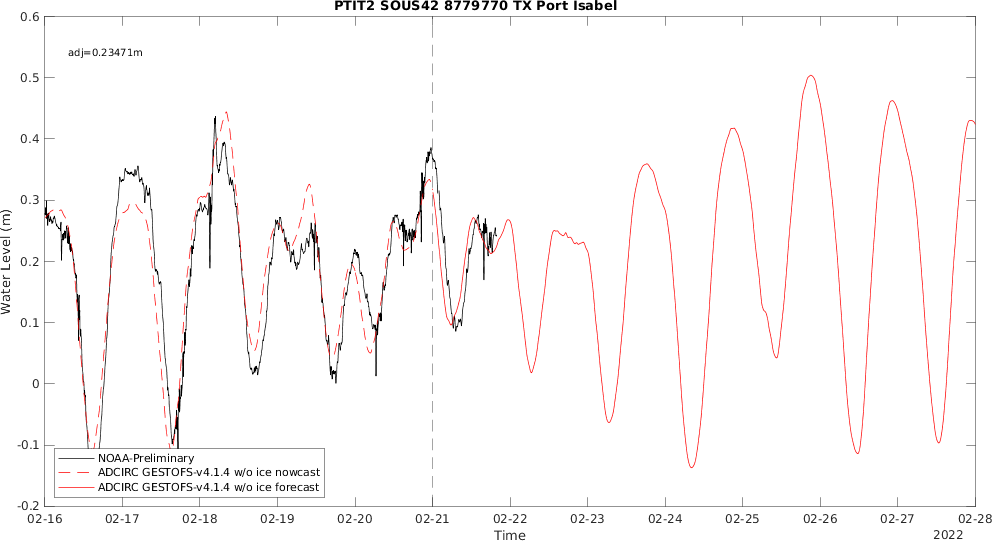 PTIT2 SOUS42 8779770 TX Port Isabel
0.6
adj=0.23471m
0.5
0.4
0.3
0.2
0.1
0
-0.1
-0.2
Water Level (m)
NOAA-Preliminary
ADCIRC GESTOFS-v4.1.4 w/o ice nowcast
ADCIRC GESTOFS-v4.1.4 w/o ice forecast
02-16 02-17 02-18 02-19 02-20 02-21 02-22 02-23 02-24 02-25 02-26 02-27 02-28
Time
2022